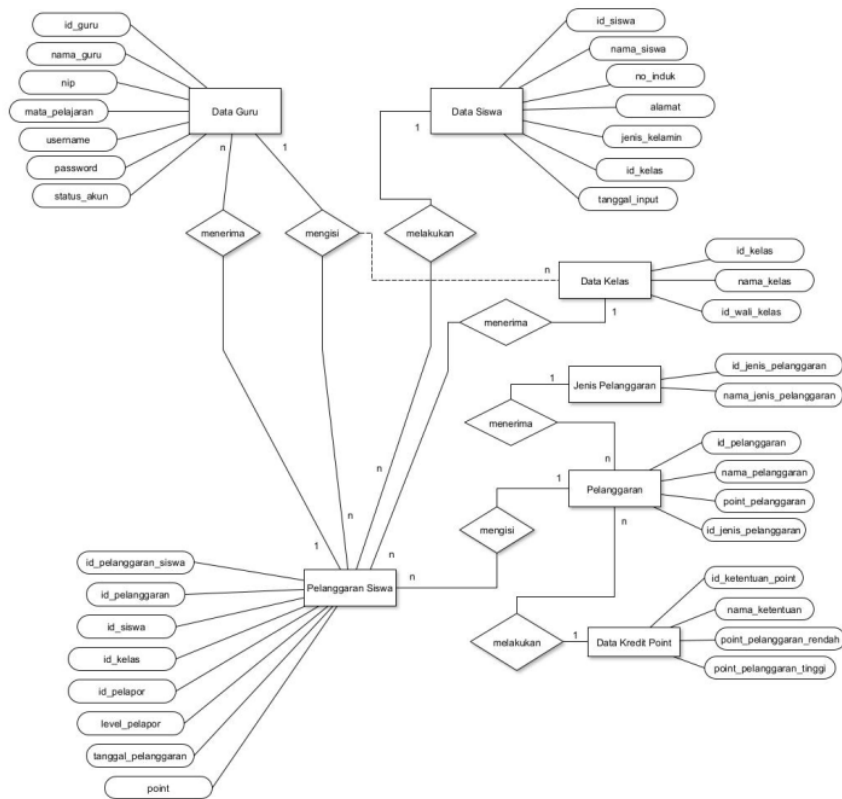 id_guru
nama_guru
nip
mata_pelajaran
username
password
status_akun
Data Guru
n
1
menerima
mengisi
id_siswa
nama_siswa
no_induk
alamat
jenis_kelamin
id_kelas
tanggal_input
Data Siswa
1
melakukan
n
Data Kelas
1
id_kelas
nama_kelas
id_wali_kelas
menerima
1
Jenis Pelanggaran
id_jenis_pelanggaran
nama_jenis_pelanggaran
menerima
n
id_pelanggaran
nama_pelanggaran
point_pelanggaran
id_jenis_pelanggaran
1
Pelanggaran
n
mengisi
n
n
n
1
n
Pelanggaran Siswa
id_pelanggaran_siswa
id_pelanggaran
id_siswa
id_kelas
id_pelapor
level_pelapor
tanggal_pelanggaran
point
melakukan
1
Data Kredit Point
id_ketentuan_point
nama_ketentuan
point_pelanggaran_rendah
point_pelanggaran_tinggi